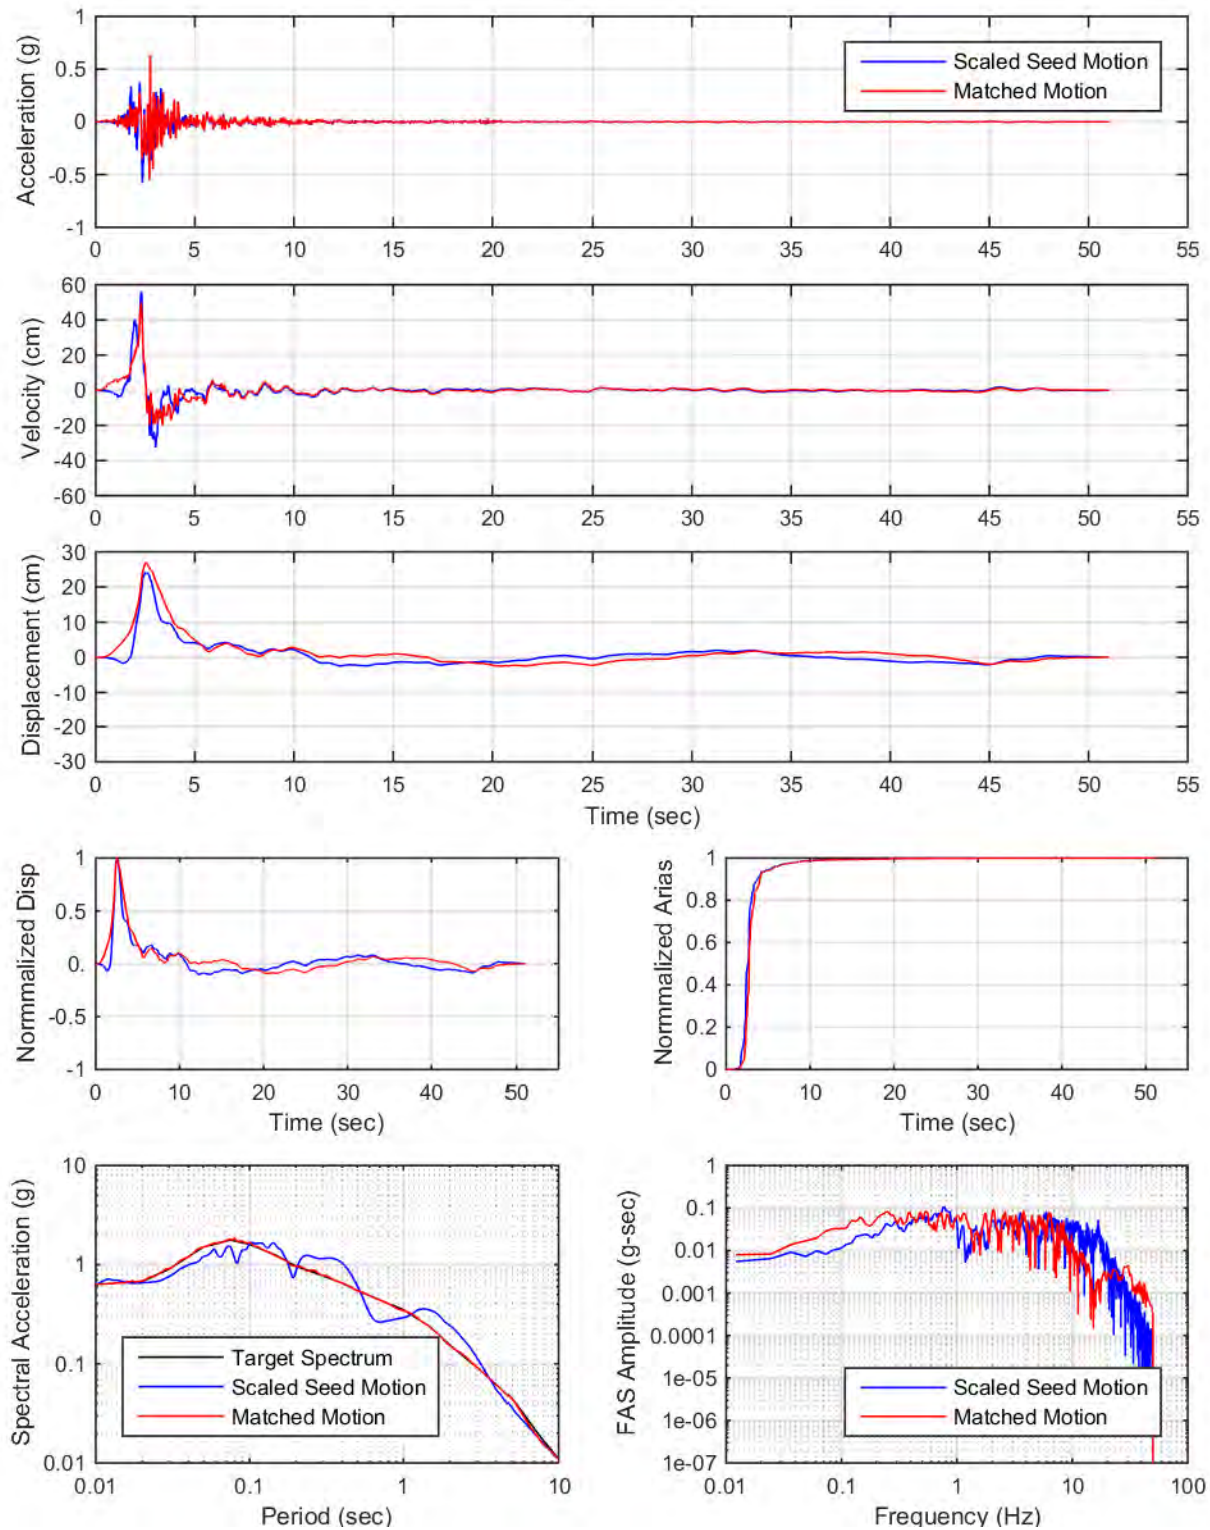 1
0.5
0
-0.5
-1
Acceleration (g)
Scaled Seed Motion
Matched Motion
0 5 10 15 20 25 30 35 40 45 50 55
60
40
20
0
-20
-40
-60
Velocity (cm)
0 5 10 15 20 25 30 35 40 45 50 55
30
20
10
0
-10
-20
-30
Displacement (cm)
0 5 10 15 20 25 30 35 40 45 50 55
Time (sec)
1
0.5
0
-0.5
-1
Normmalized Disp
0 10 20 30 40 50
Time (sec)
1
0.8
0.6
0.4
0.2
0
Normmalized Arias
0 10 20 30 40 50
Time (sec)
10
1
0.1
0.01
Spectral Acceleration (g)
Target Spectrum
Scaled Seed Motion
Matched Motion
0.01 0.1 1 10
Period (sec)
1
0.1
0.01
0.001
0.0001
1e-05
1e-06
1e-07
FAS Amplitude (g-sec)
Scaled Seed Motion
Matched Motion
0.01 0.1 1 10 100
Frequency (Hz)